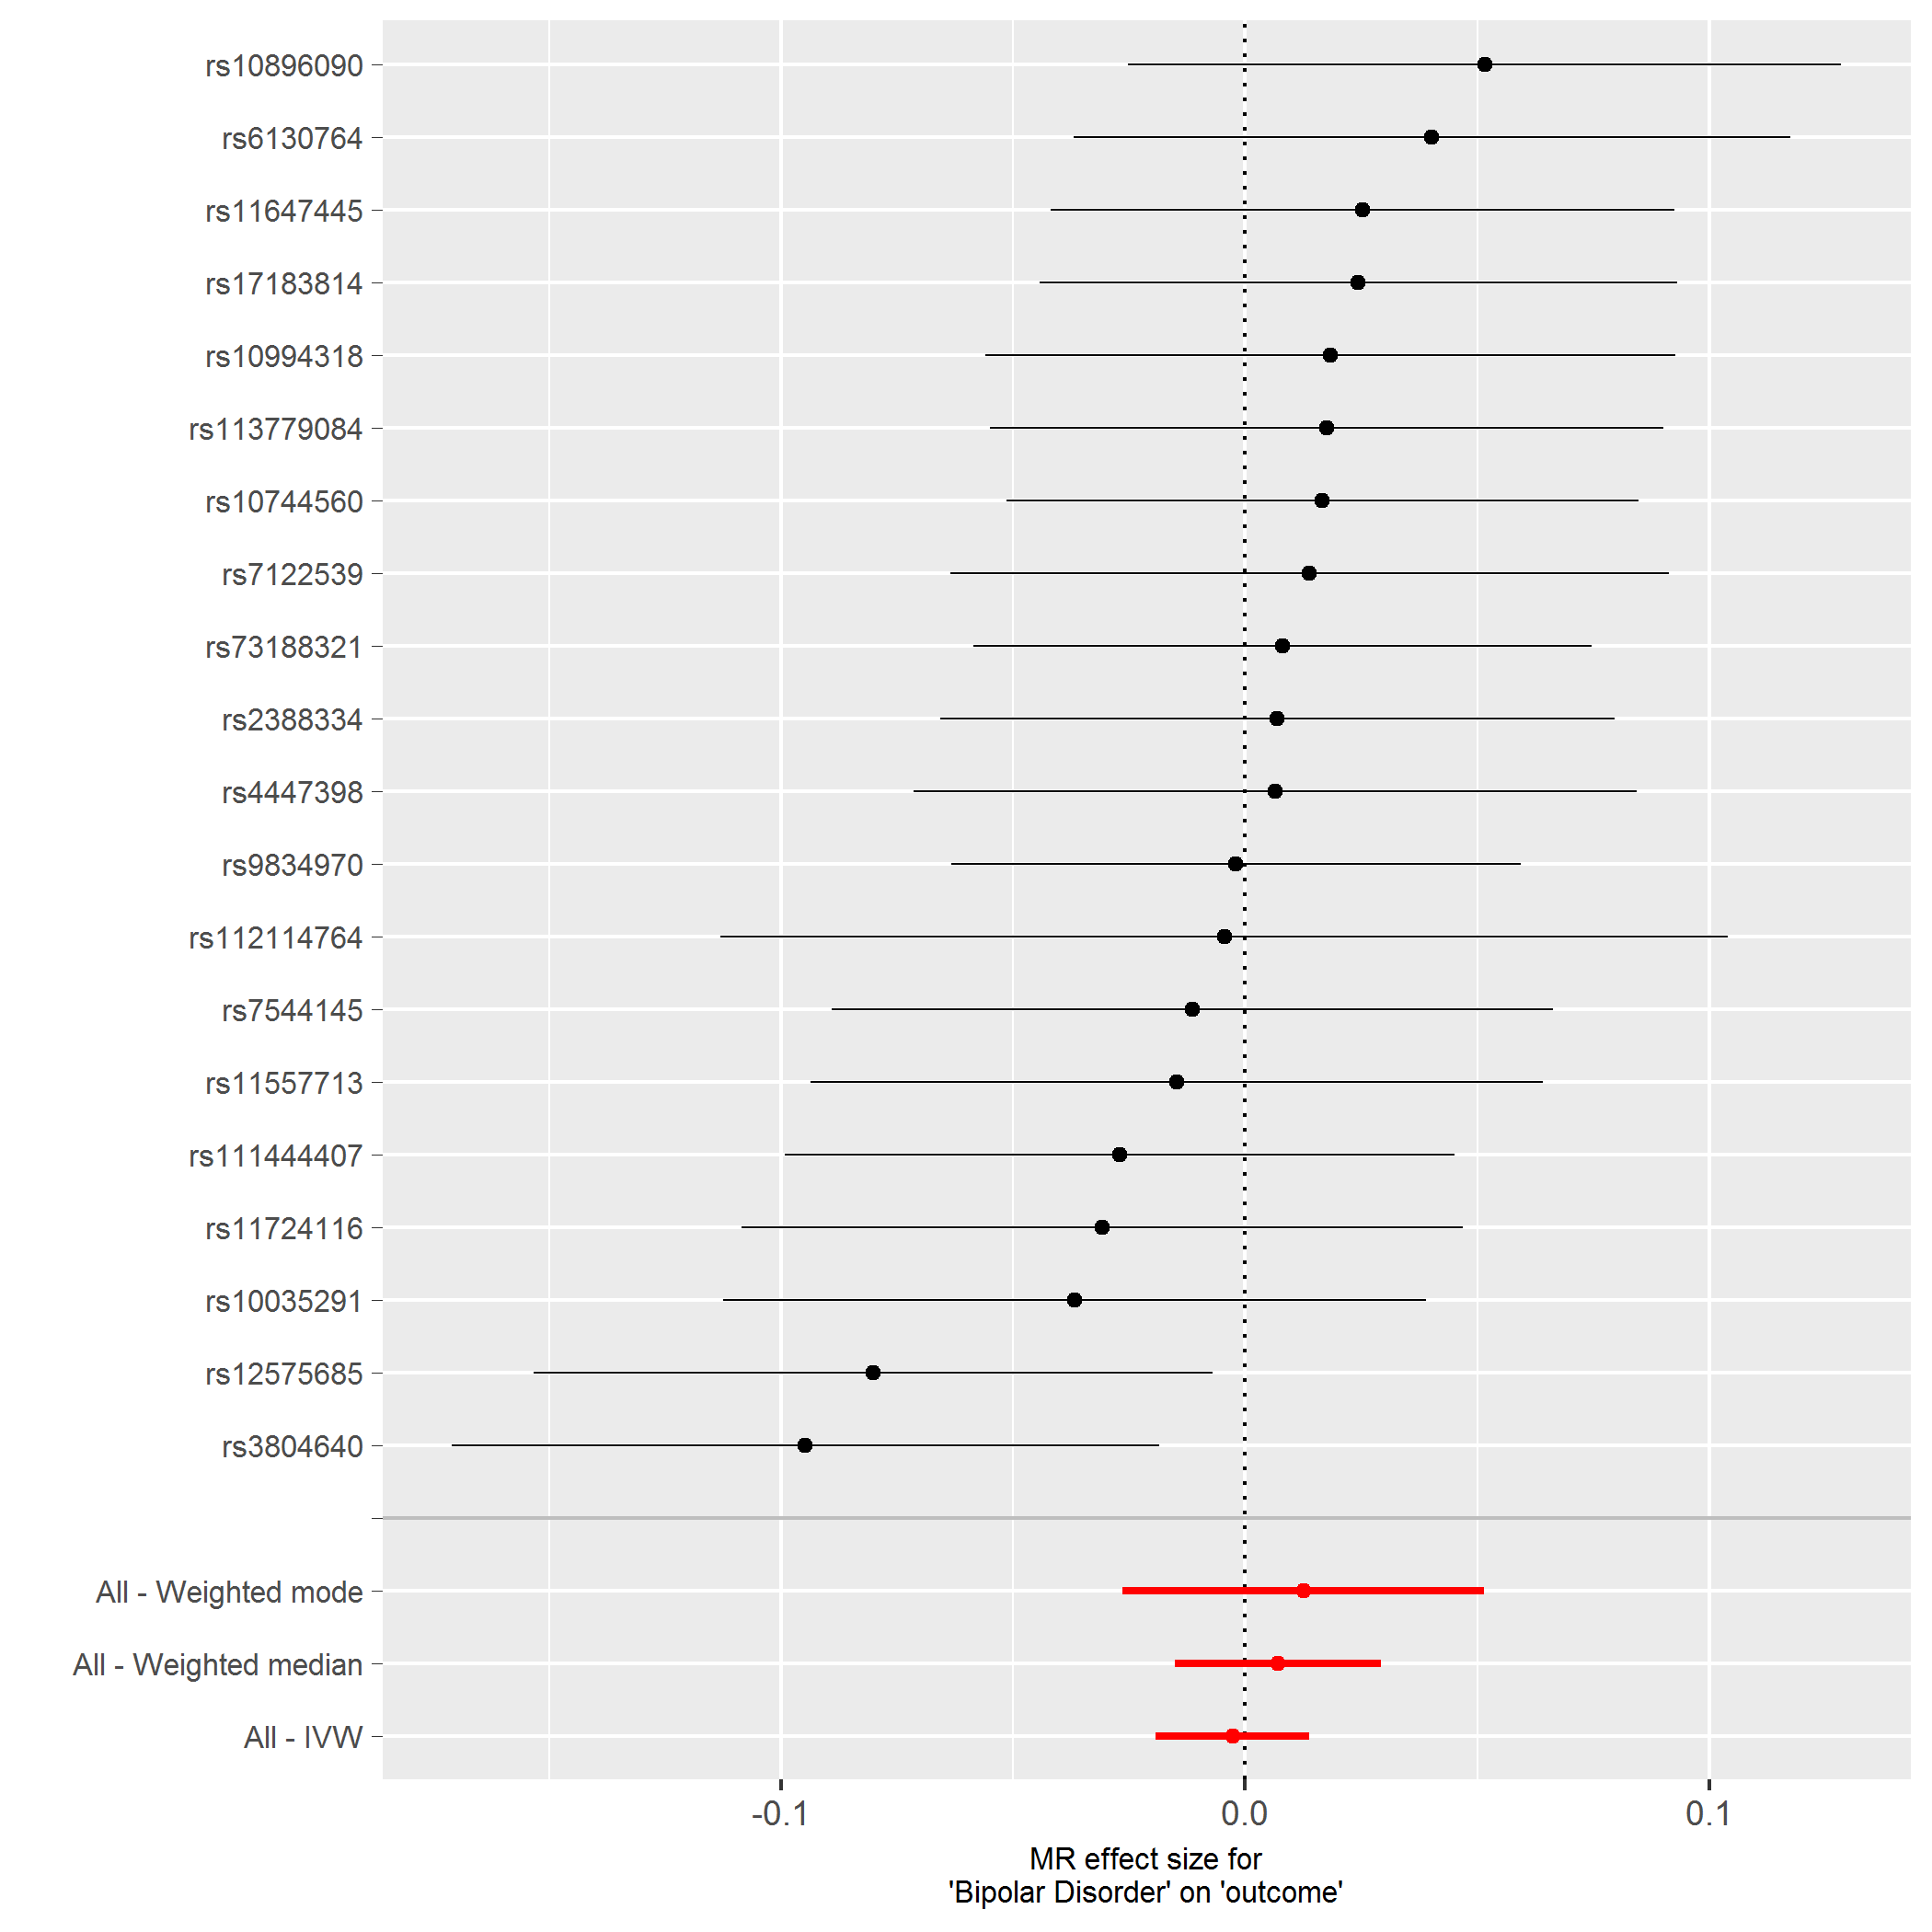 rs10896090
rs6130764
rs11647445
rs17183814
rs10994318
rs113779084
rs10744560
rs7122539
rs73188321
rs2388334
rs4447398
rs9834970
rs112114764
rs7544145
rs11557713
rs111444407
rs11724116
rs10035291
rs12575685
rs3804640
All - Weighted mode
All - Weighted median
All - IVW
-0.1 0.0 0.1
MR effect size for
'Bipolar Disorder' on 'outcome'